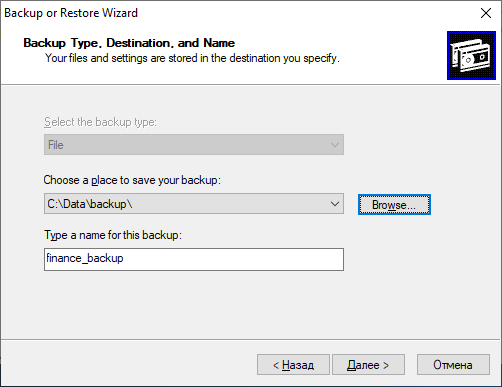 Backup or Restore Wizard
Backup Type, Destination, and Name
Your files and settings are stored in the destination you specify.
Select the backup type:
File
Choose a place to save your backup:
C:\Data\backup\
Browse...
Type a name for this backup:
finance_backup
< Назад
Далее >
Отмена